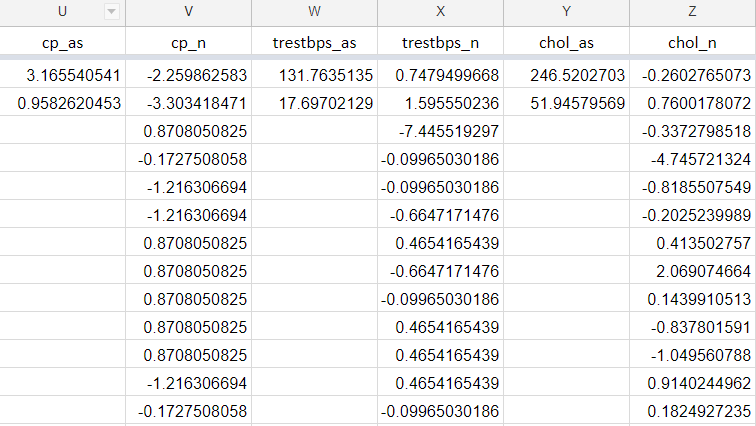 U V W X Y Z
cp_as cp_n trestbps_as trestbps_n chol_as chol_n
3.165540541 -2.259862583 131.7635135 0.7479499668 246.5202703 -0.2602765073
0.9582620453 -3.303418471 17.69702129 1.595550236 51.94579569 0.7600178072
0.8708050825 -7.445519297 -0.3372798518
-0.1727508058 -0.09965030186 -4.745721324
-1.216306694 -0.09965030186 -0.8185507549
-1.216306694 -0.6647171476 -0.2025239989
0.8708050825 0.4654165439 0.413502757
0.8708050825 -0.6647171476 2.069074664
0.8708050825 -0.09965030186 0.1439910513
0.8708050825 0.4654165439 -0.837801591
0.8708050825 0.4654165439 -1.049560788
-1.216306694 0.4654165439 0.9140244962
-0.1727508058 -0.09965030186 0.1824927235